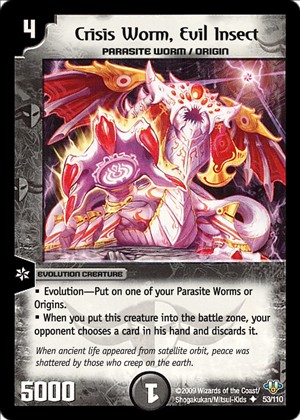 4
Crisis Worm, Evil Insect
PARASITE WORM / ORIGIN
EVOLUTION CREATURE
▪ Evolution—Put on one of your Parasite Worms or
Origins.
▪ When you put this creature into the battle zone, your
opponent chooses a card in his hand and discards it.
When ancient life appeared from satellite orbit, peace was
shattered by those who creep on the earth.
5000
1
©2009 Wizards of the Coast/
Shogakukan/Mitsui-Kids
53/110